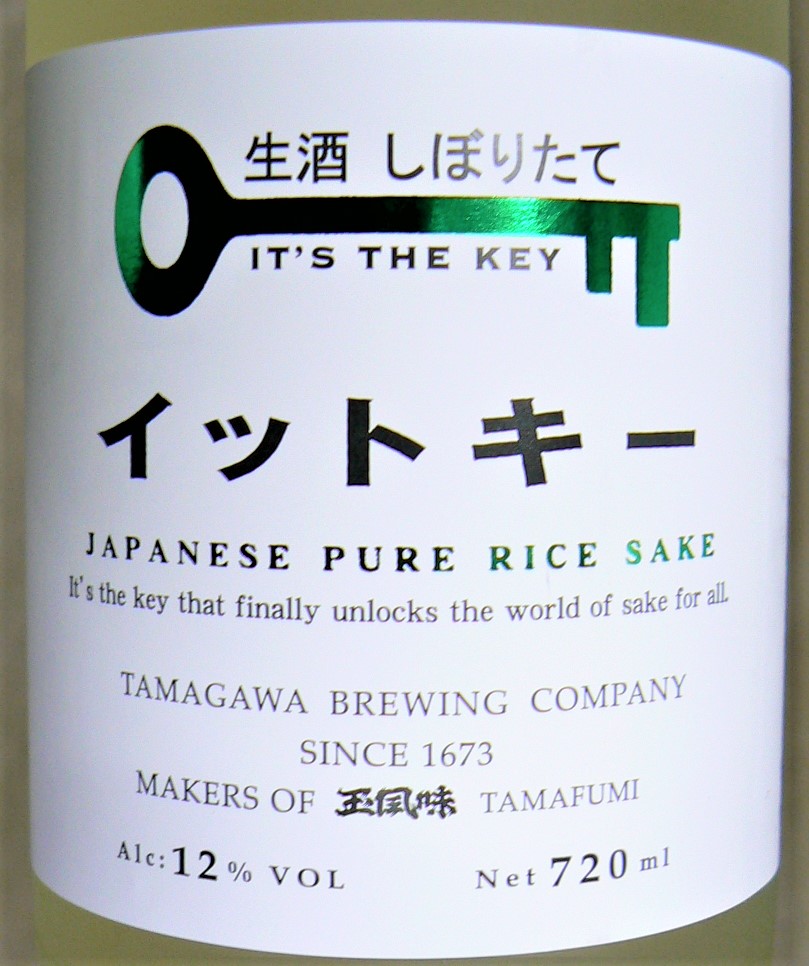 生酒 しぼりたて
IT'S THE KEY
イットキー
JAPANESE PURE RICE SAKE
It's the key that finally unlocks the world of sake for all.
TAMAGAWA BREWING COMPANY
SINCE 1673
MAKERS OF 玉風味 TAMAFUMI
Alc:12% VOL Net 720 ml